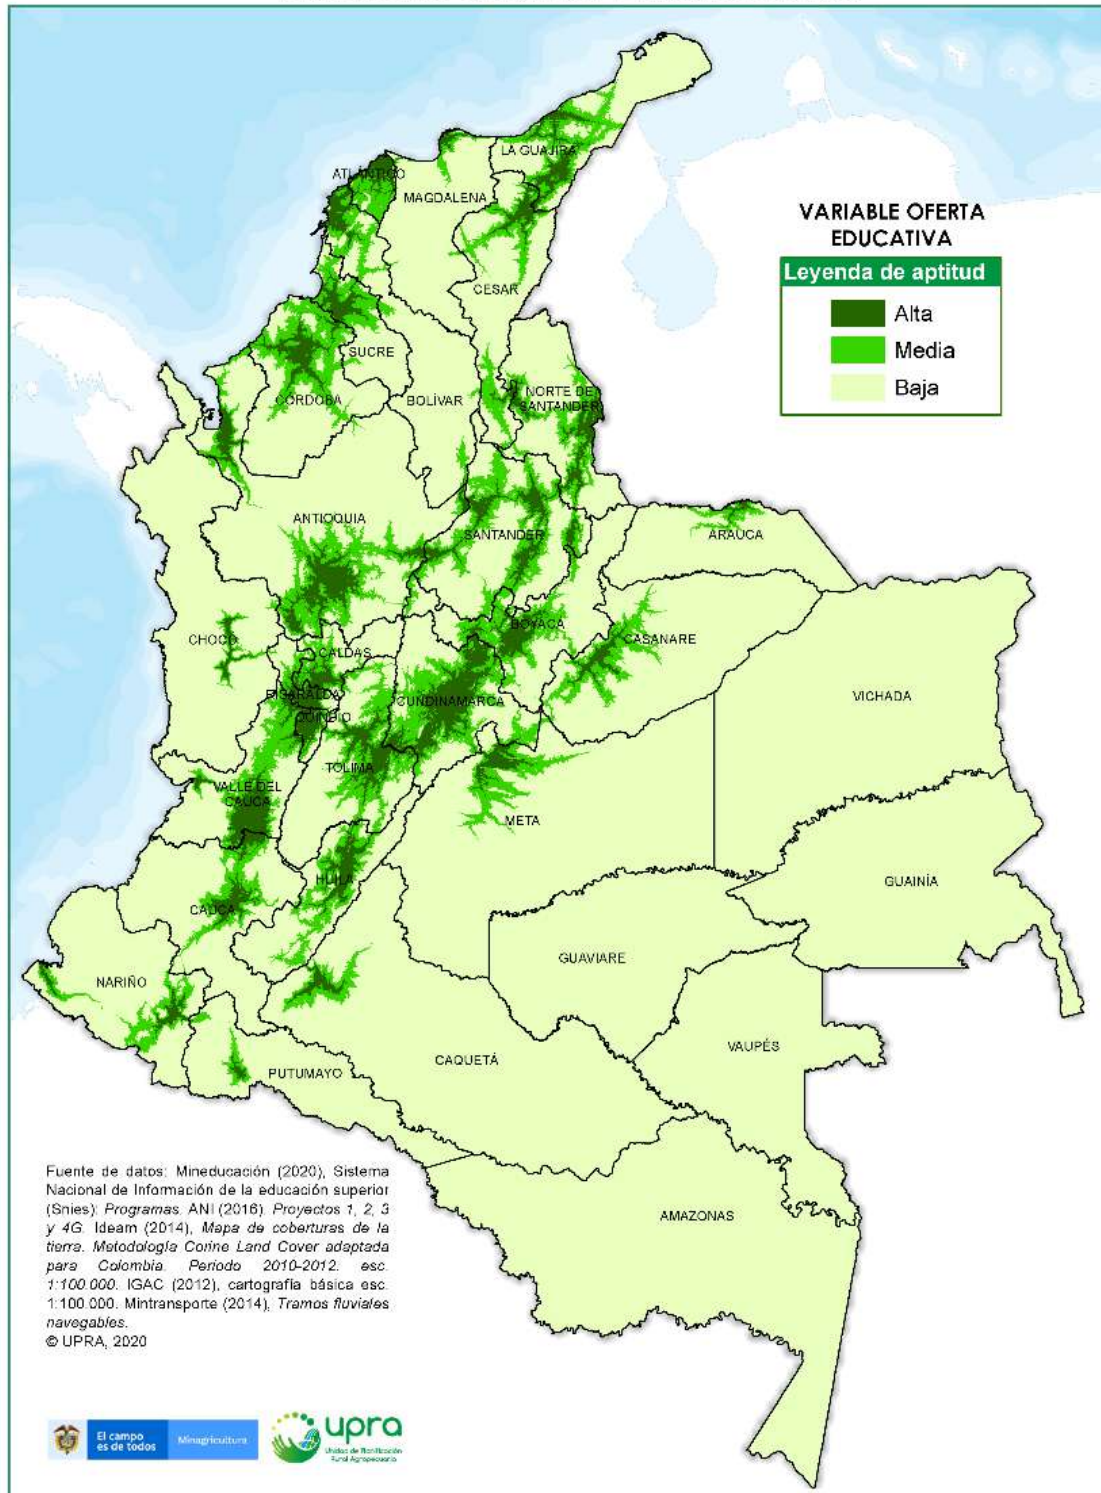 LA GUAJIRA
ATLÁNTICO
MAGDALENA
VARIABLE OFERTA
EDUCATIVA
Leyenda de aptitud
Alta
Media
Baja
CESAR
SUCRE
NORTE DE
SANTANDER
CÓRDOBA
BOLÍVAR
ANTIOQUIA
SANTANDER
ARAUCA
CHOCÓ
BOYACÁ
CALDAS
CASANARE
RISARALDA
CUNDINAMARCA
VICHADA
QUINDÍO
TOLIMA
VALLE DEL
CAUCA
META
HUILA
GUAINÍA
CAUCA
GUAVIARE
NARIÑO
VAUPÉS
CAQUETÁ
PUTUMAYO
AMAZONAS
Fuente de datos: Mineducación (2020), Sistema
Nacional de Información de la educación superior
(Snies): Programas. ANI (2016). Proyectos 1, 2, 3
y 4G. Ideam (2014), Mapa de coberturas de la
tierra. Metodología Corine Land Cover adaptada
para Colombia. Periodo 2010-2012. esc.
1:100.000. IGAC (2012), cartografía básica esc.
1:100.000. Mintransporte (2014), Tramos fluviales
navegables.
© UPRA, 2020
El campo
es de todos
Minagricultura
upra
Unidad de Planificación
Rural Agropecuaria